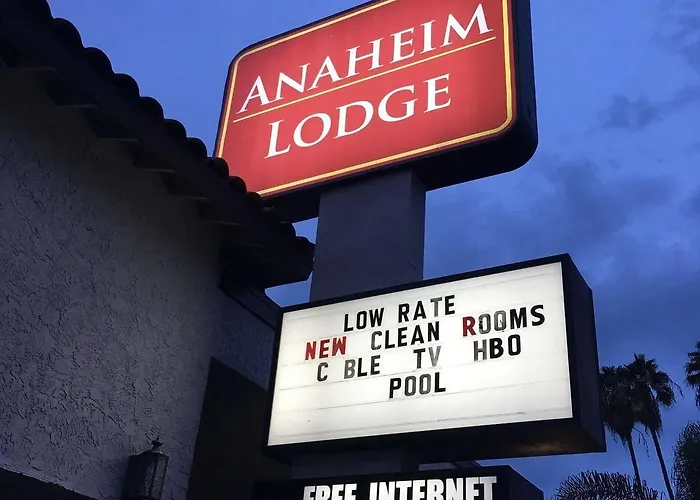 ANAHEIM
LODGE
LOW RATE
NEW CLEAN ROOMS
C BLE TV HBO
POOL
FREE INTERNET